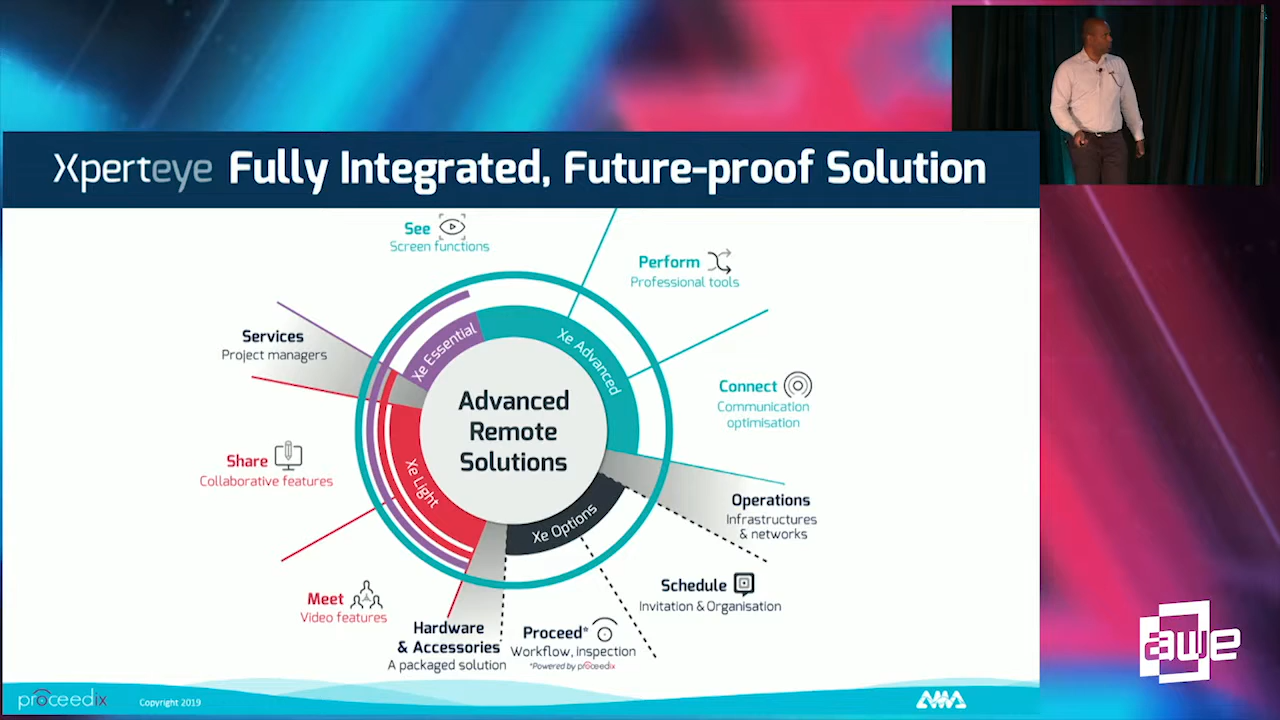 Xperteye Fully Integrated, Future-proof Solution
See
Screen functions
Perform
Professional tools
Services
Project managers
Xe Essential
Xe Advanced
Connect
Communication
optimisation
Advanced
Remote
Solutions
Share
Collaborative features
Xe Light
Xe Options
Operations
Infrastructures
& networks
Schedule
Invitation & Organisation
Meet
Video features
Hardware
& Accessories
A packaged solution
Proceed*
Workflow, inspection
*Powered by proceedix
proceedix
Copyright 2019
AMA
awe